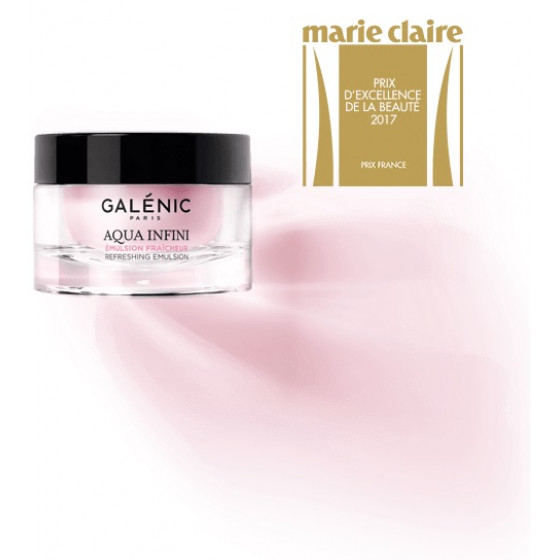 marie claire
PRIX
D'EXCELLENCE
DE LA BEAUTÉ
2017
PRIX FRANCE
GALÉNIC
PARIS
AQUA INFINI
ÉMULSION FRAÎCHEUR
REFRESHING EMULSION